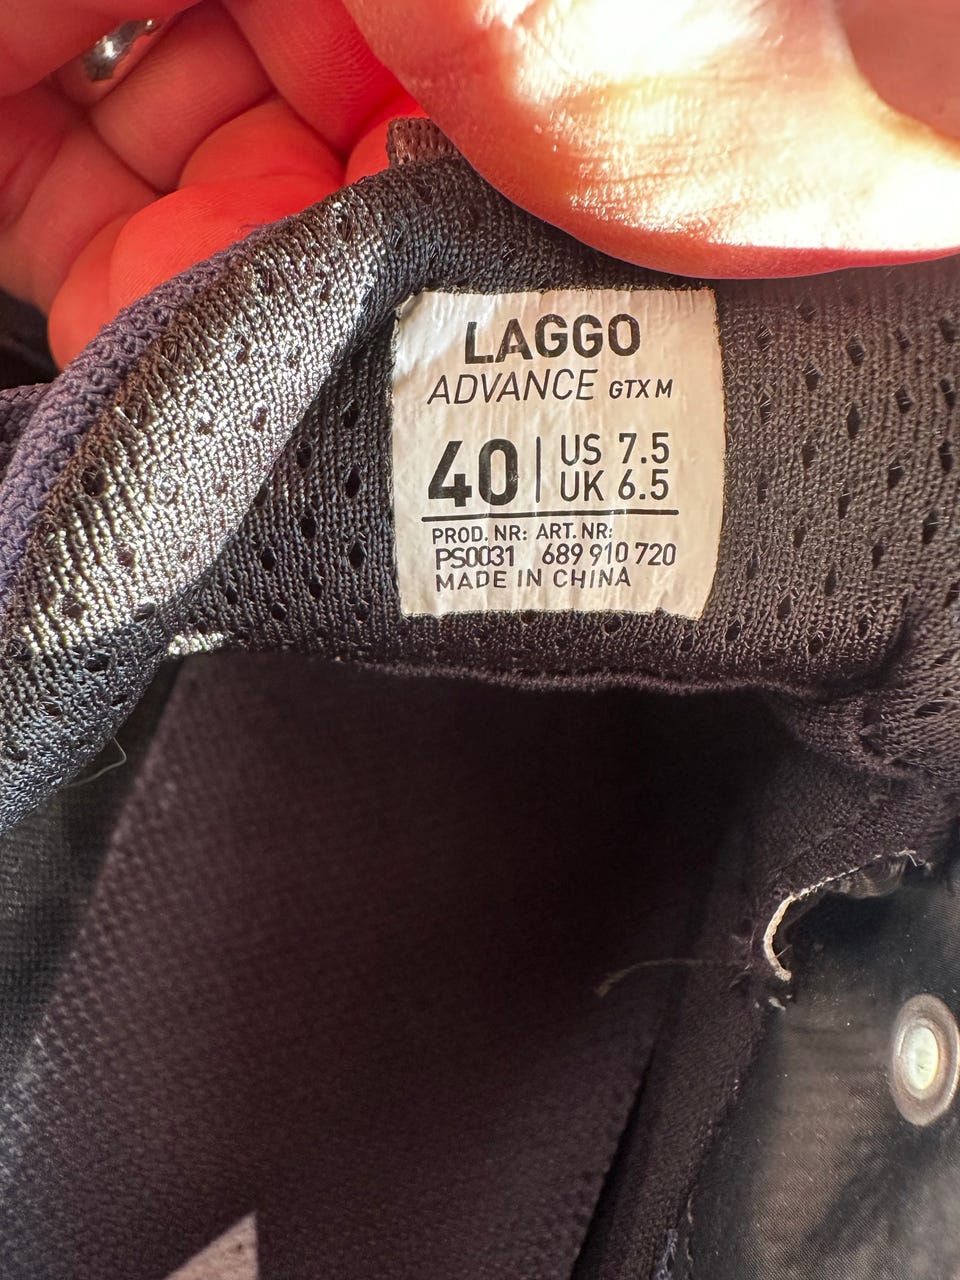 LAGGO
ADVANCE GTX M
40 | US 7.5
UK 6.5
PROD. NR: ART. NR:
PS0031 689 910 720
MADE IN CHINA